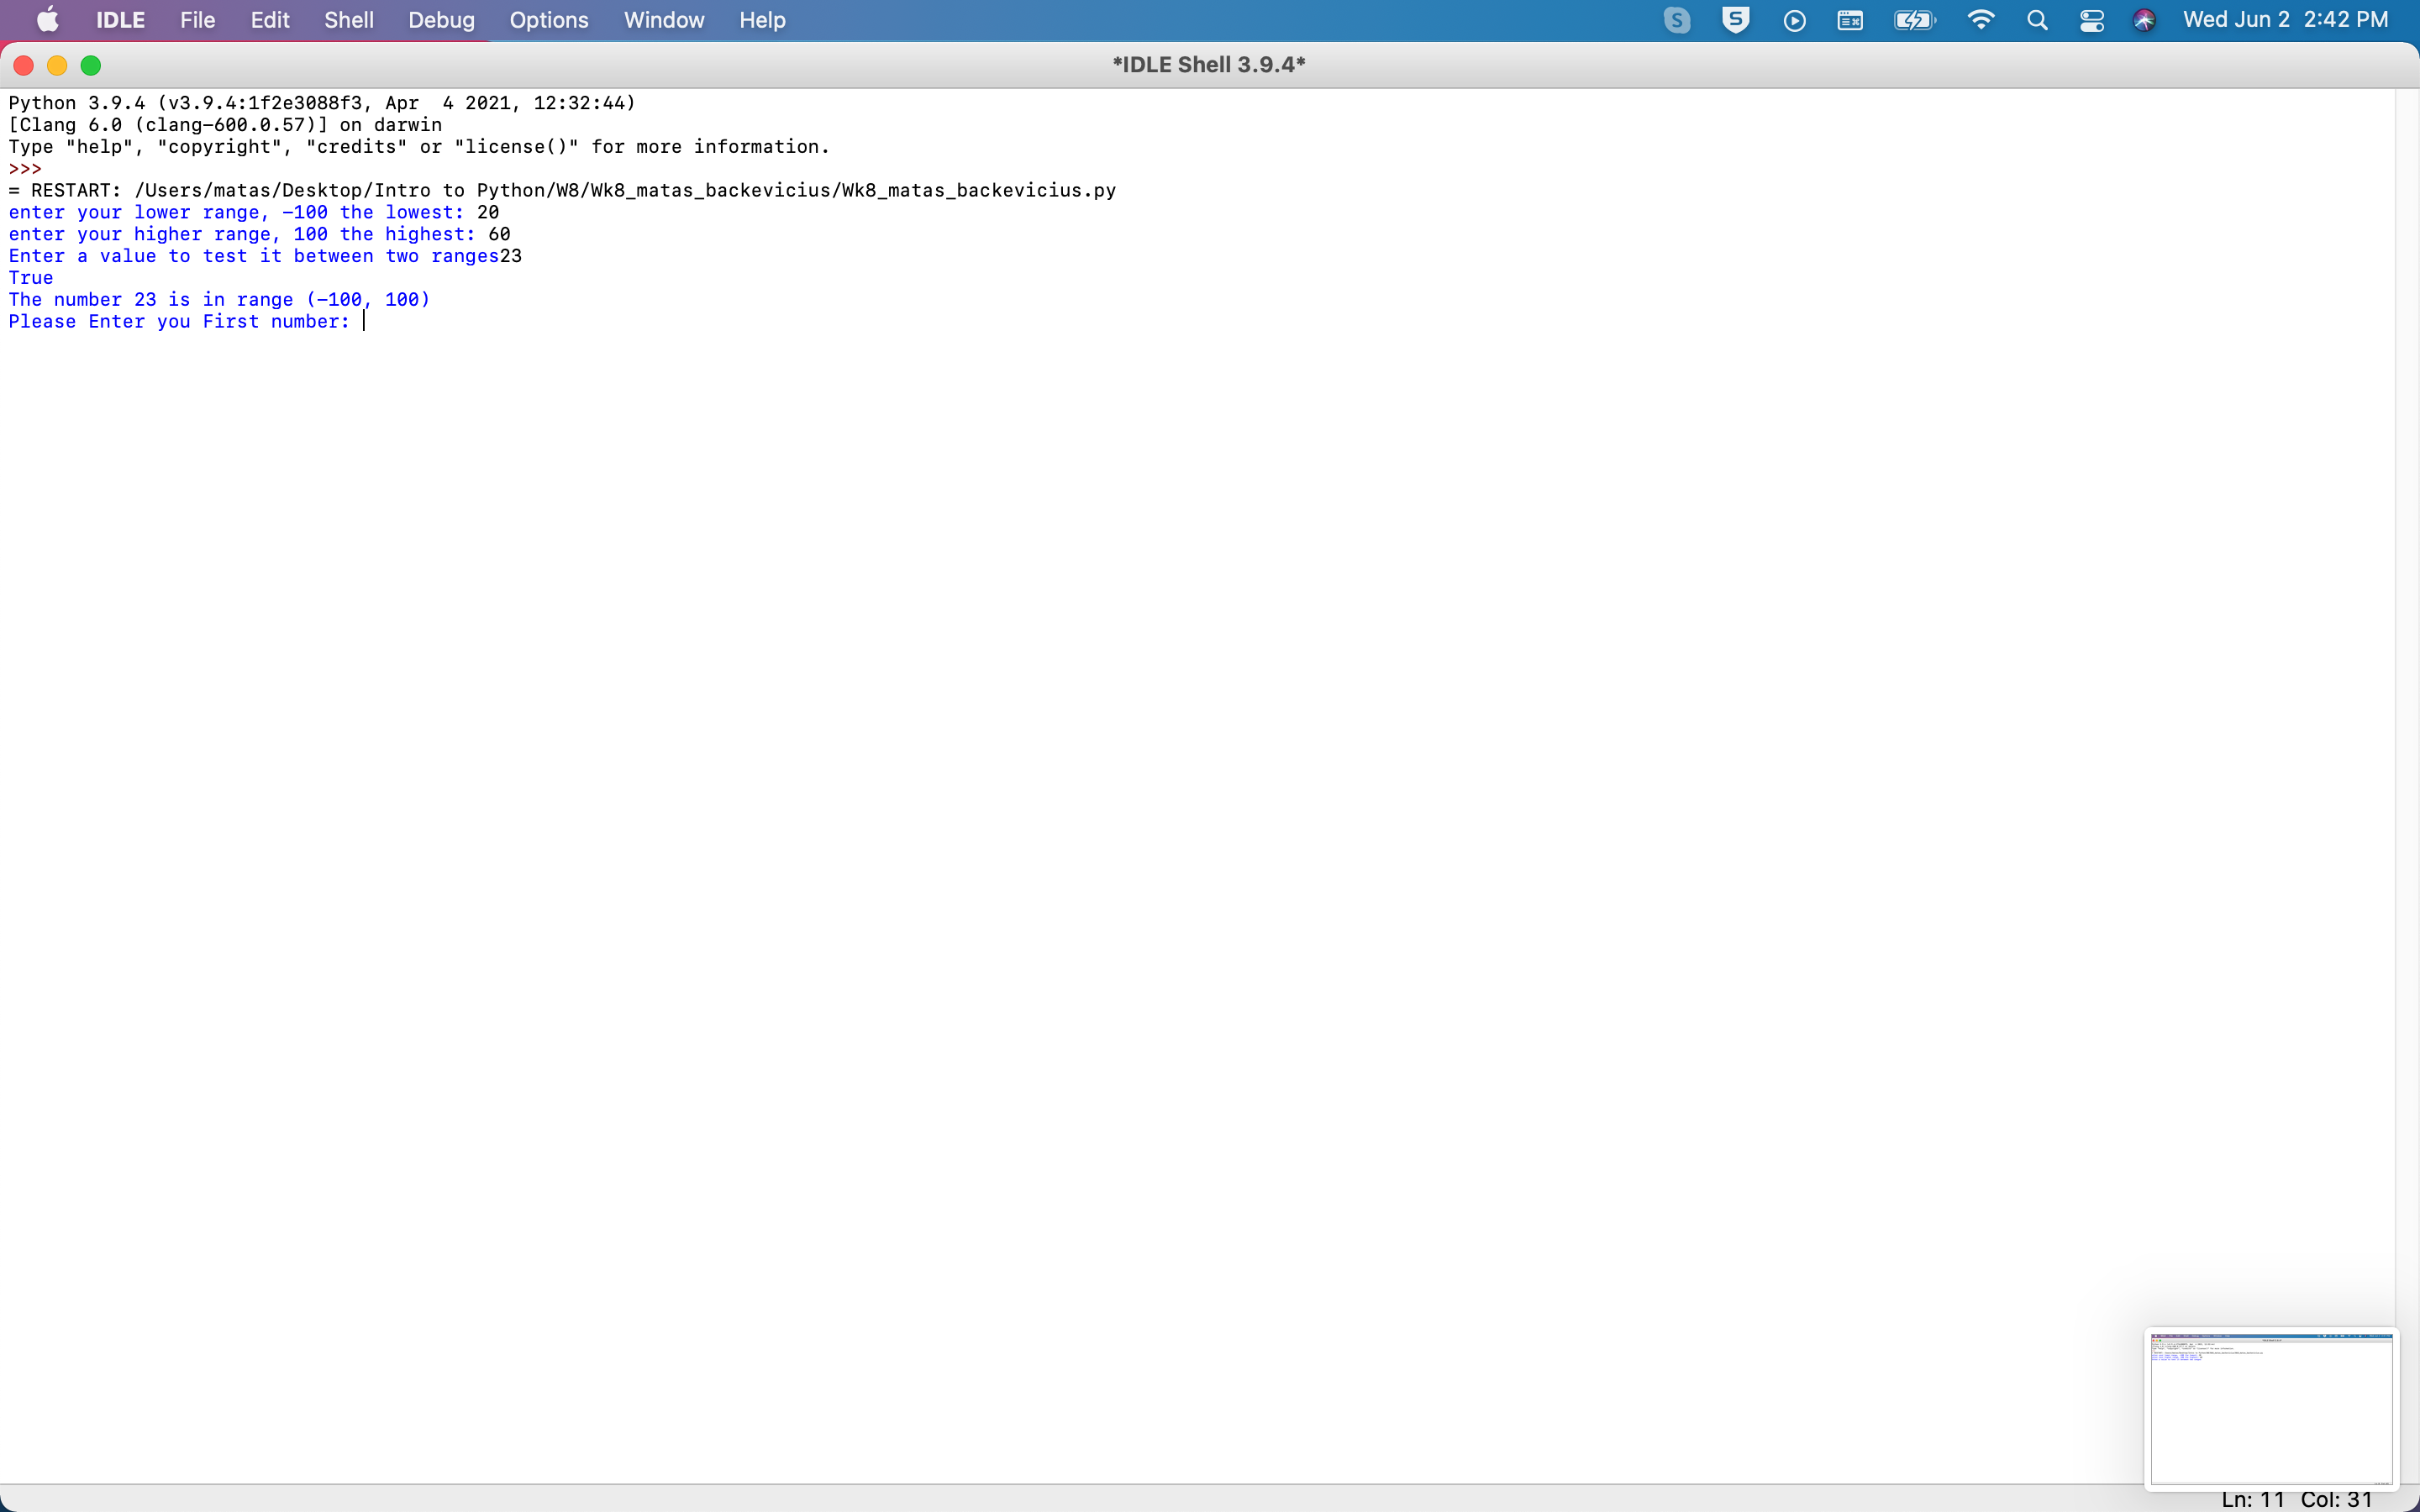 IDLE File Edit Shell Debug Options Window Help Wed Jun 2 2:42 PM
*IDLE Shell 3.9.4*
Python 3.9.4 (v3.9.4:1f2e3088f3, Apr  4 2021, 12:32:44)
[Clang 6.0 (clang-600.0.57)] on darwin
Type "help", "copyright", "credits" or "license()" for more information.
>>>
= RESTART: /Users/matas/Desktop/Intro to Python/W8/Wk8_matas_backevicius/Wk8_matas_backevicius.py
enter your lower range, -100 the lowest: 20
enter your higher range, 100 the highest: 60
Enter a value to test it between two ranges23
True
The number 23 is in range (-100, 100)
Please Enter you First number:
Ln: 11 Col: 31